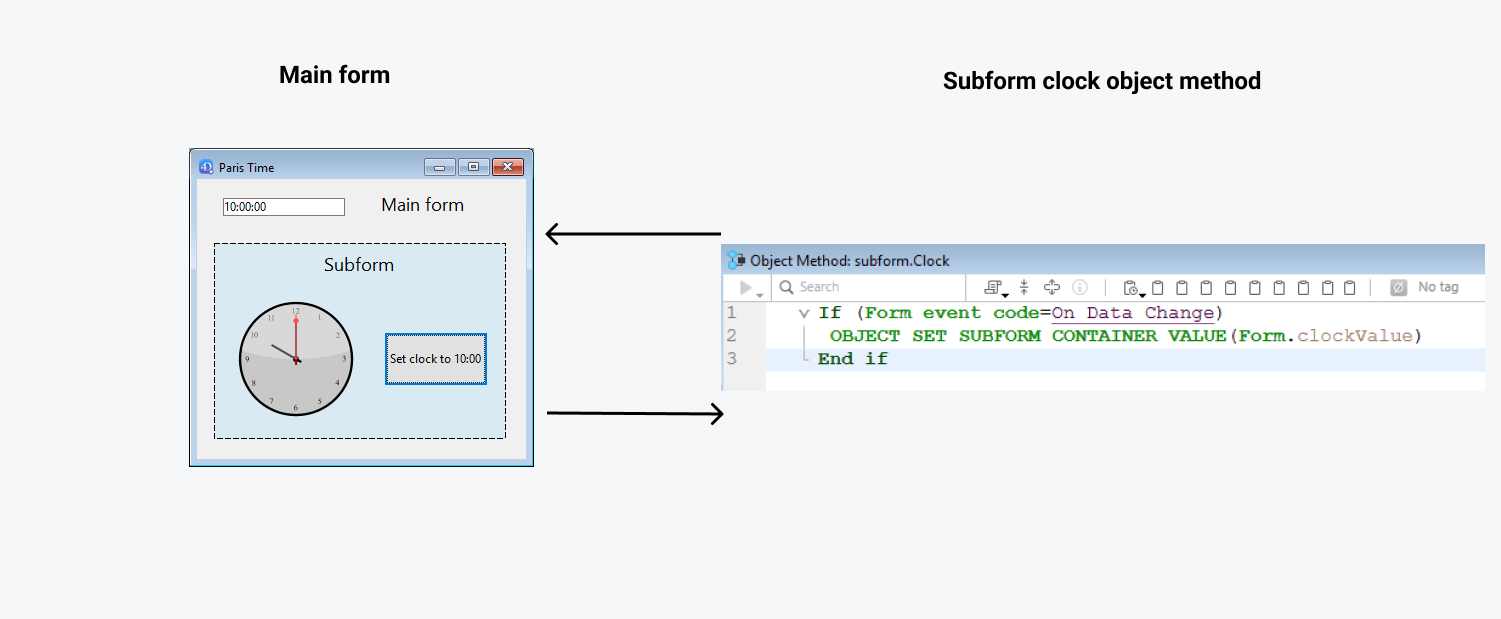 Main form
Subform clock object method
Paris Time
10:00:00
Main form
Subform
12
11
1
10
2
9
3
8
4
7
5
6
Set clock to 10:00
Object Method: subform.Clock
Search
No tag
1 If (Form event code=On Data Change)
2 OBJECT SET SUBFORM CONTAINER VALUE(Form.clockValue)
3 End if